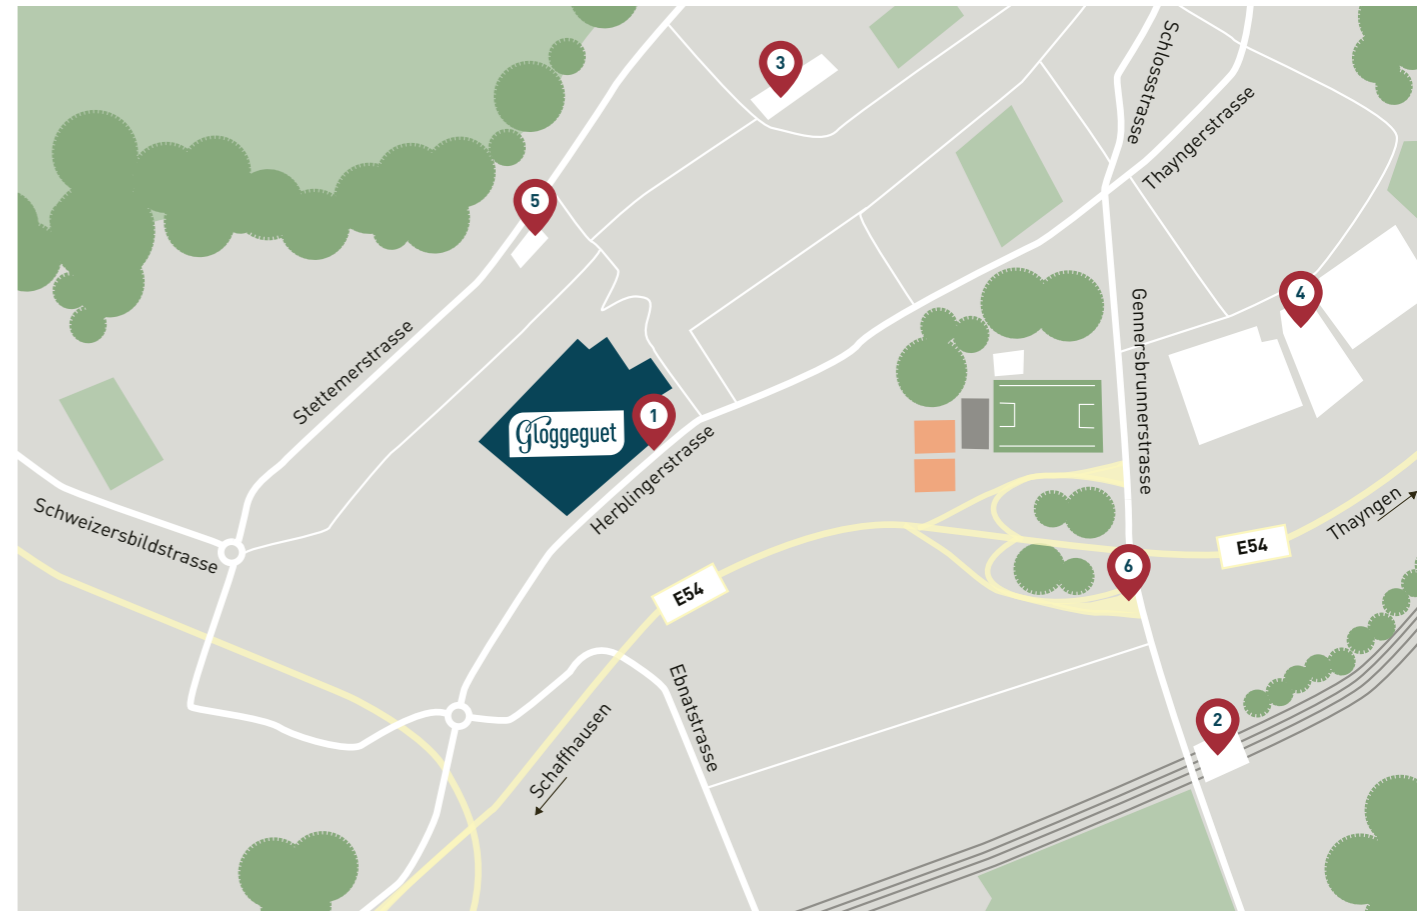 Schlossstrasse
3
Thayngerstrasse
5
4
Gennersbrunnerstrasse
Stettemerstrasse
1
Gloggeguet
Herblingerstrasse
Schweizersbildstrasse
Thayngen
E54
6
E54
Ebnatstrasse
Schaffhausen
2